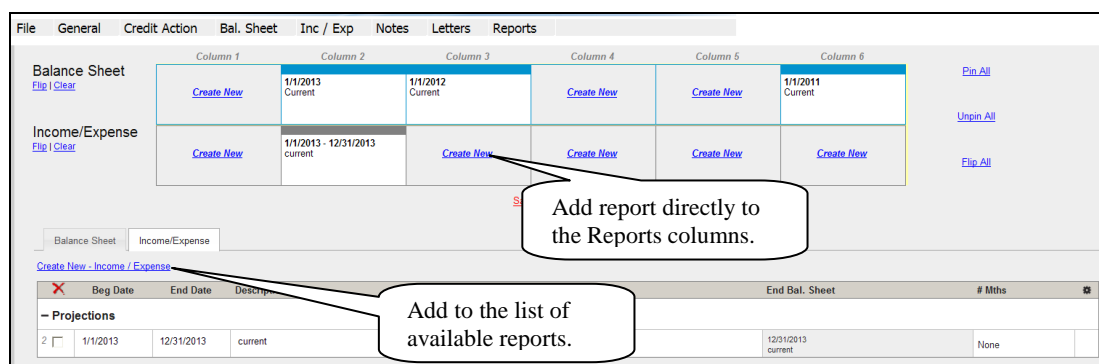 File General Credit Action Bal. Sheet Inc / Exp Notes Letters Reports
Column 1 Column 2 Column 3 Column 4 Column 5 Column 6
Balance Sheet
Flip | Clear
Create New
1/1/2013
Current
1/1/2012
Current
Create New
Create New
1/1/2011
Current
Pin All
Unpin All
Flip All
Income/Expense
Flip | Clear
Create New
1/1/2013 - 12/31/2013
current
Create New
Create New
Create New
Create New
Add report directly to
the Reports columns.
Balance Sheet Income/Expense
Create New - Income / Expense
Beg Date End Date End Bal. Sheet # Mths
Add to the list of
available reports.
– Projections
2 1/1/2013 12/31/2013 current 12/31/2013 None
current